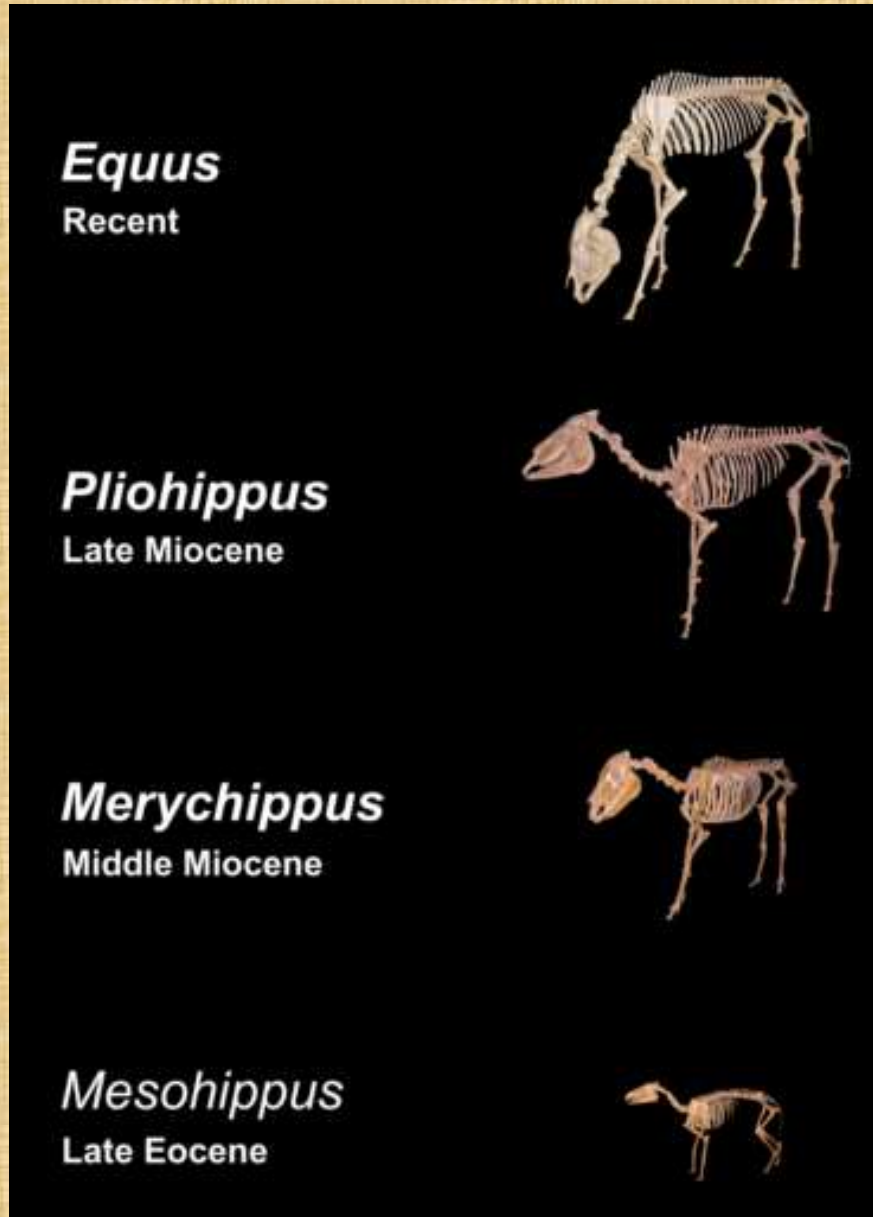 Equus
Recent
Pliohippus
Late Miocene
Merychippus
Middle Miocene
Mesohippus
Late Eocene